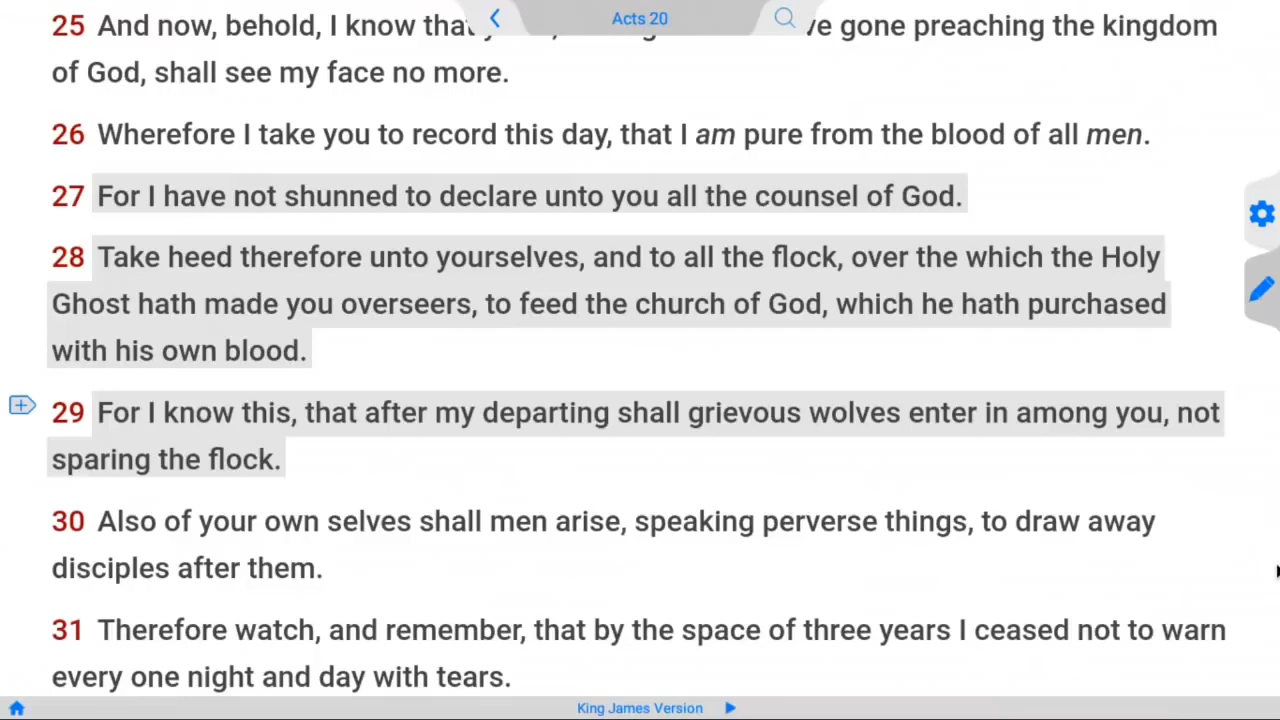 Acts 20
25 And now, behold, I know that ve gone preaching the kingdom
of God, shall see my face no more.
26 Wherefore I take you to record this day, that I am pure from the blood of all men.
27 For I have not shunned to declare unto you all the counsel of God.
28 Take heed therefore unto yourselves, and to all the flock, over the which the Holy
Ghost hath made you overseers, to feed the church of God, which he hath purchased
with his own blood.
29 For I know this, that after my departing shall grievous wolves enter in among you, not
sparing the flock.
30 Also of your own selves shall men arise, speaking perverse things, to draw away
disciples after them.
31 Therefore watch, and remember, that by the space of three years I ceased not to warn
every one night and day with tears.
King James Version